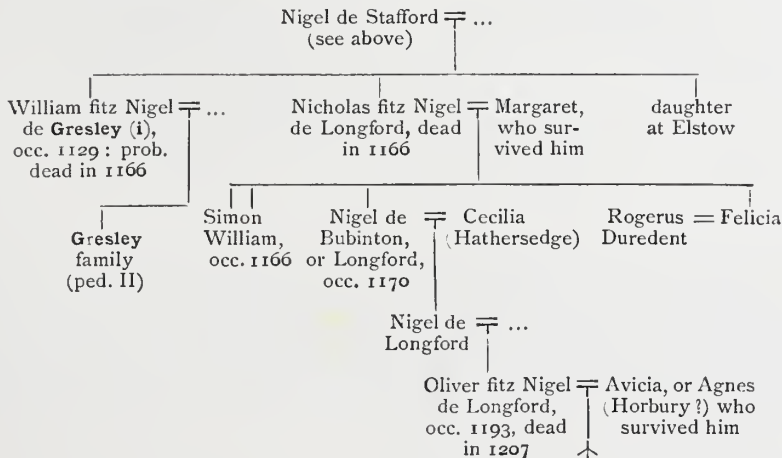 Nigel de Stafford = ...
(see above)
William fitz Nigel = ...
de Gresley (i),
occ. 1129 : prob.
dead in 1166
Nicholas fitz Nigel = Margaret,
de Longford, dead who sur-
in 1166 vived him
daughter
at Elstow
Gresley
family
(ped. II)
Simon
William,
occ. 1166
Nigel de = Cecilia
Bubinton, (Hathersedge)
or Longford,
occ. 1170
Rogerus = Felicia
Duredent
Nigel de = ...
Longford
Oliver fitz Nigel = Avicia, or Agnes
de Longford, (Horbury ?) who
occ. 1193, dead survived him
in 1207